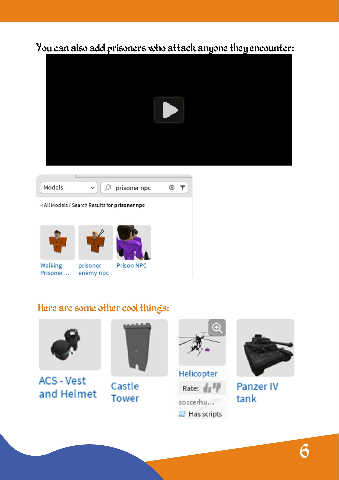 You can also add prisoners who attack anyone they encounter:
Models
prisoner npc
All Models / Search Results for prisoner npc
Walking Prisoner ...
prisoner enemy npc
Prison NPC
Here are some other cool things:
ACS - Vest and Helmet
Castle Tower
Helicopter
Rate:
soccerhu...
Has scripts
Panzer IV tank
6